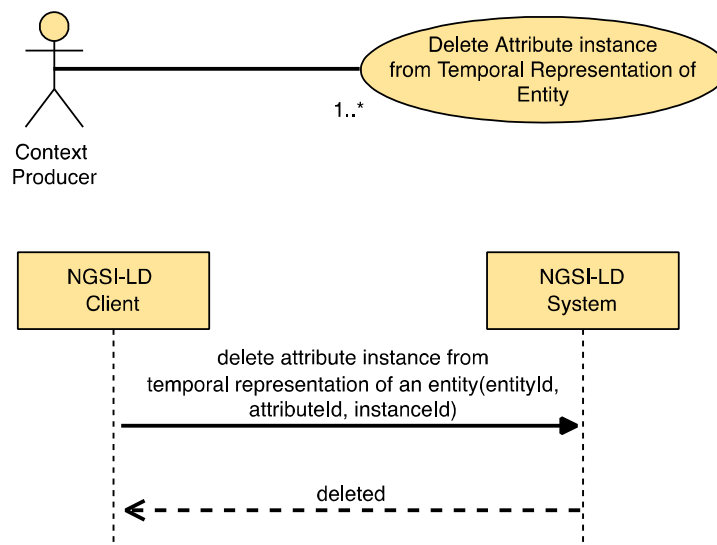 Delete Attribute instance
from Temporal Representation of
Entity
1..*
Context
Producer
NGSI-LD
Client
NGSI-LD
System
delete attribute instance from
temporal representation of an entity(entityId,
attributeId, instanceId)
deleted